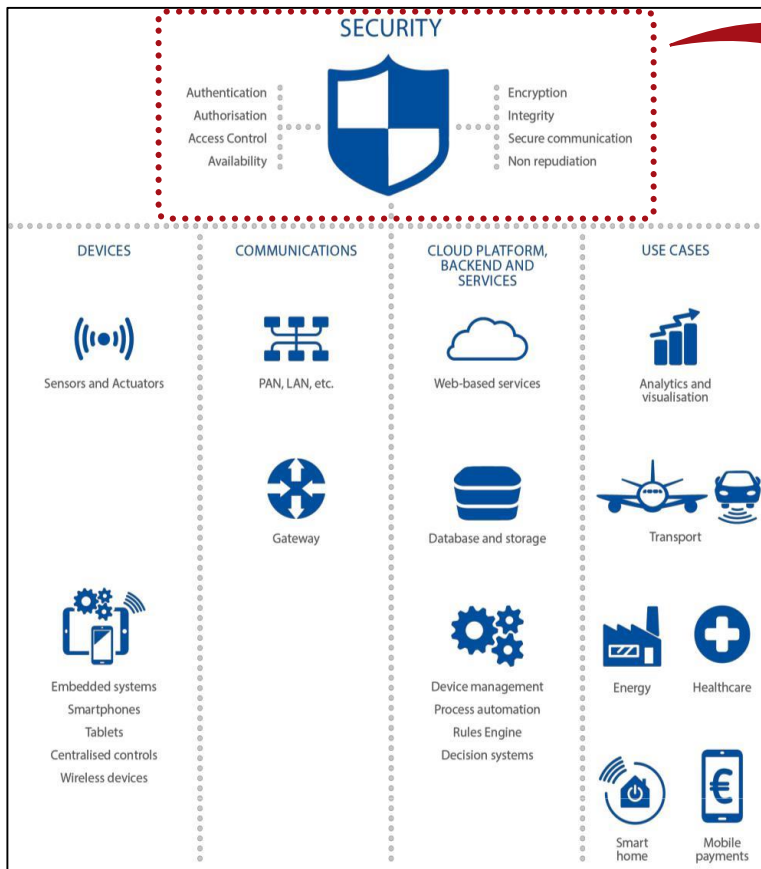 SECURITY
Authentication
Authorisation
Access Control
Availability
Encryption
Integrity
Secure communication
Non repudiation
DEVICES
Sensors and Actuators
Embedded systems
Smartphones
Tablets
Centralised controls
Wireless devices
COMMUNICATIONS
PAN, LAN, etc.
Gateway
CLOUD PLATFORM,
BACKEND AND
SERVICES
Web-based services
Database and storage
Device management
Process automation
Rules Engine
Decision systems
USE CASES
Analytics and
visualisation
Transport
Energy
Healthcare
Smart
home
€
Mobile
payments